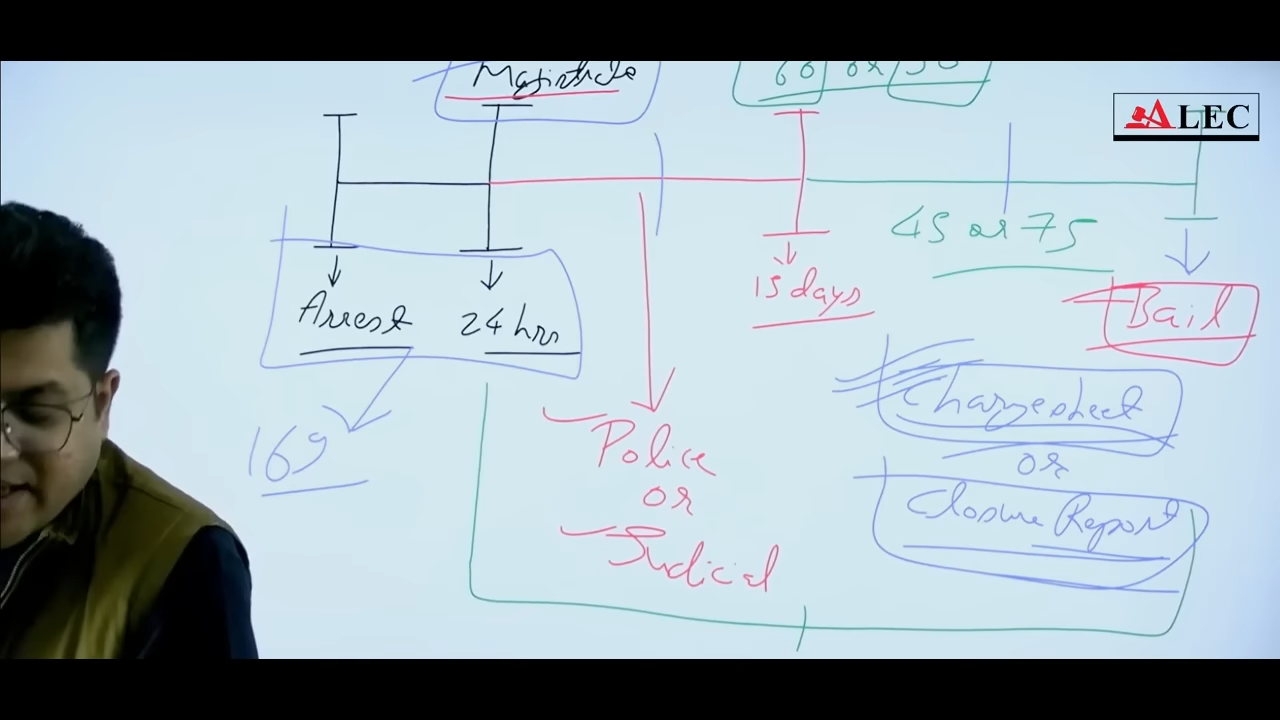 Magistrate
60 or 90
ALEC
45 or 75
15 days
Bail
Arrest
24 hrs
Chargesheet
169
Police
or
or
Closure Report
Judicial